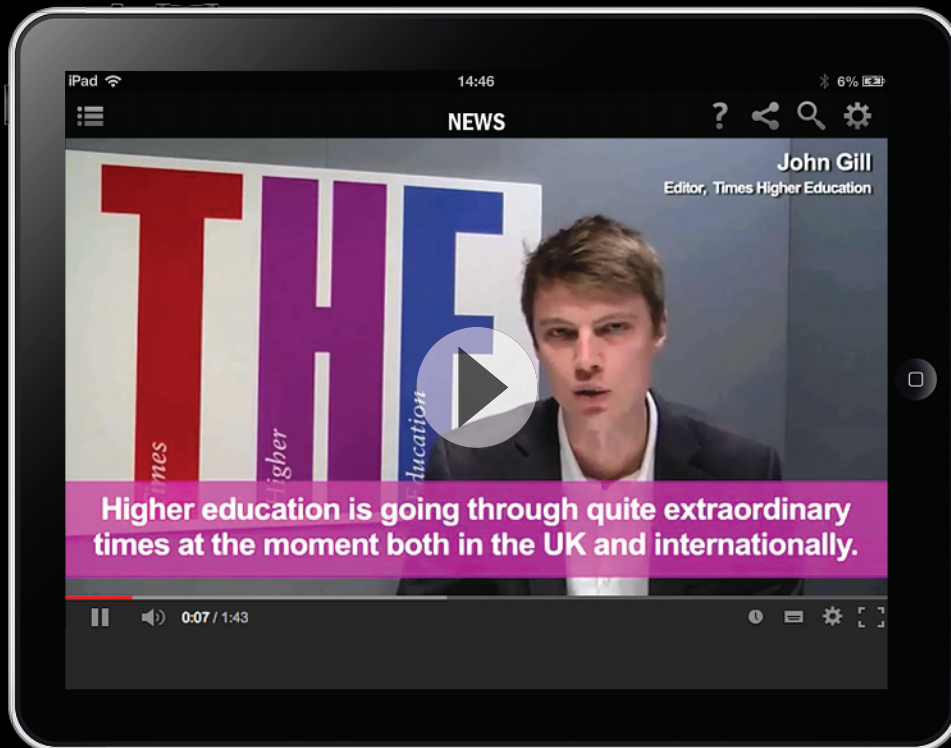 iPad 14:46 6%
NEWS
John Gill
Editor, Times Higher Education
THE
Times
Higher
Education
Higher education is going through quite extraordinary
times at the moment both in the UK and internationally.
0:07 / 1:43